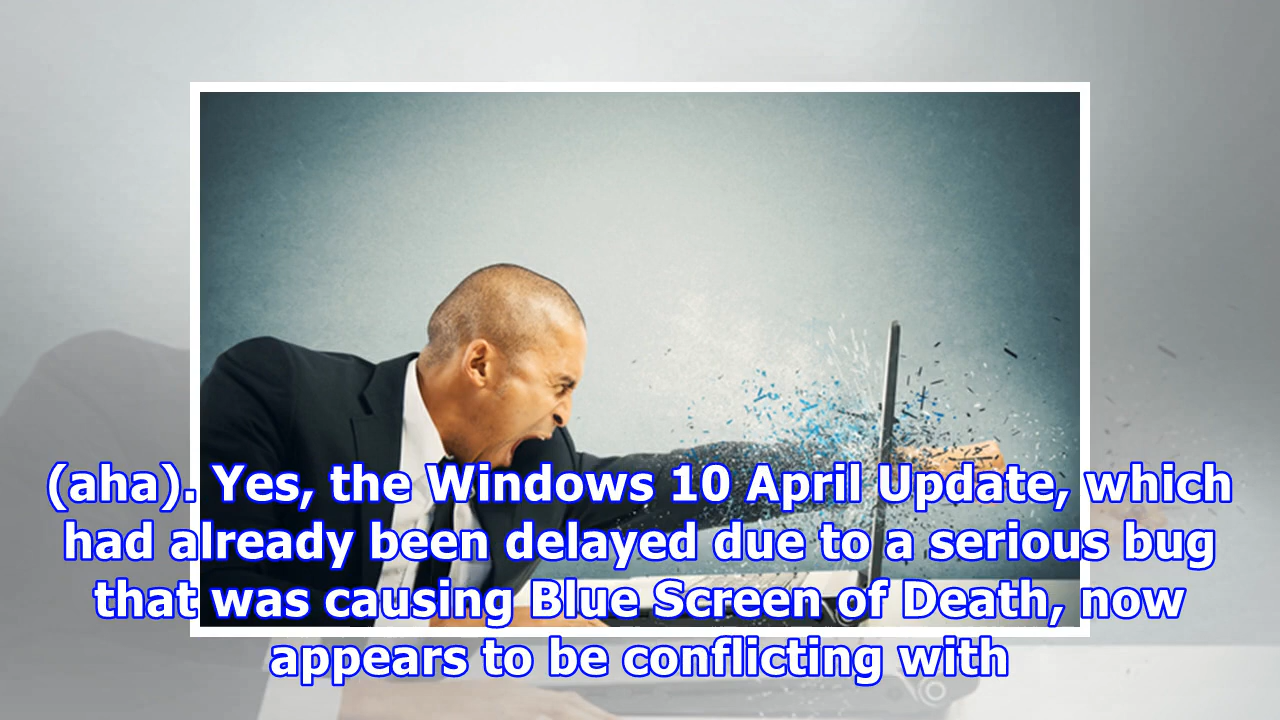 (aha). Yes, the Windows 10 April Update, which
had already been delayed due to a serious bug
that was causing Blue Screen of Death, now
appears to be conflicting with